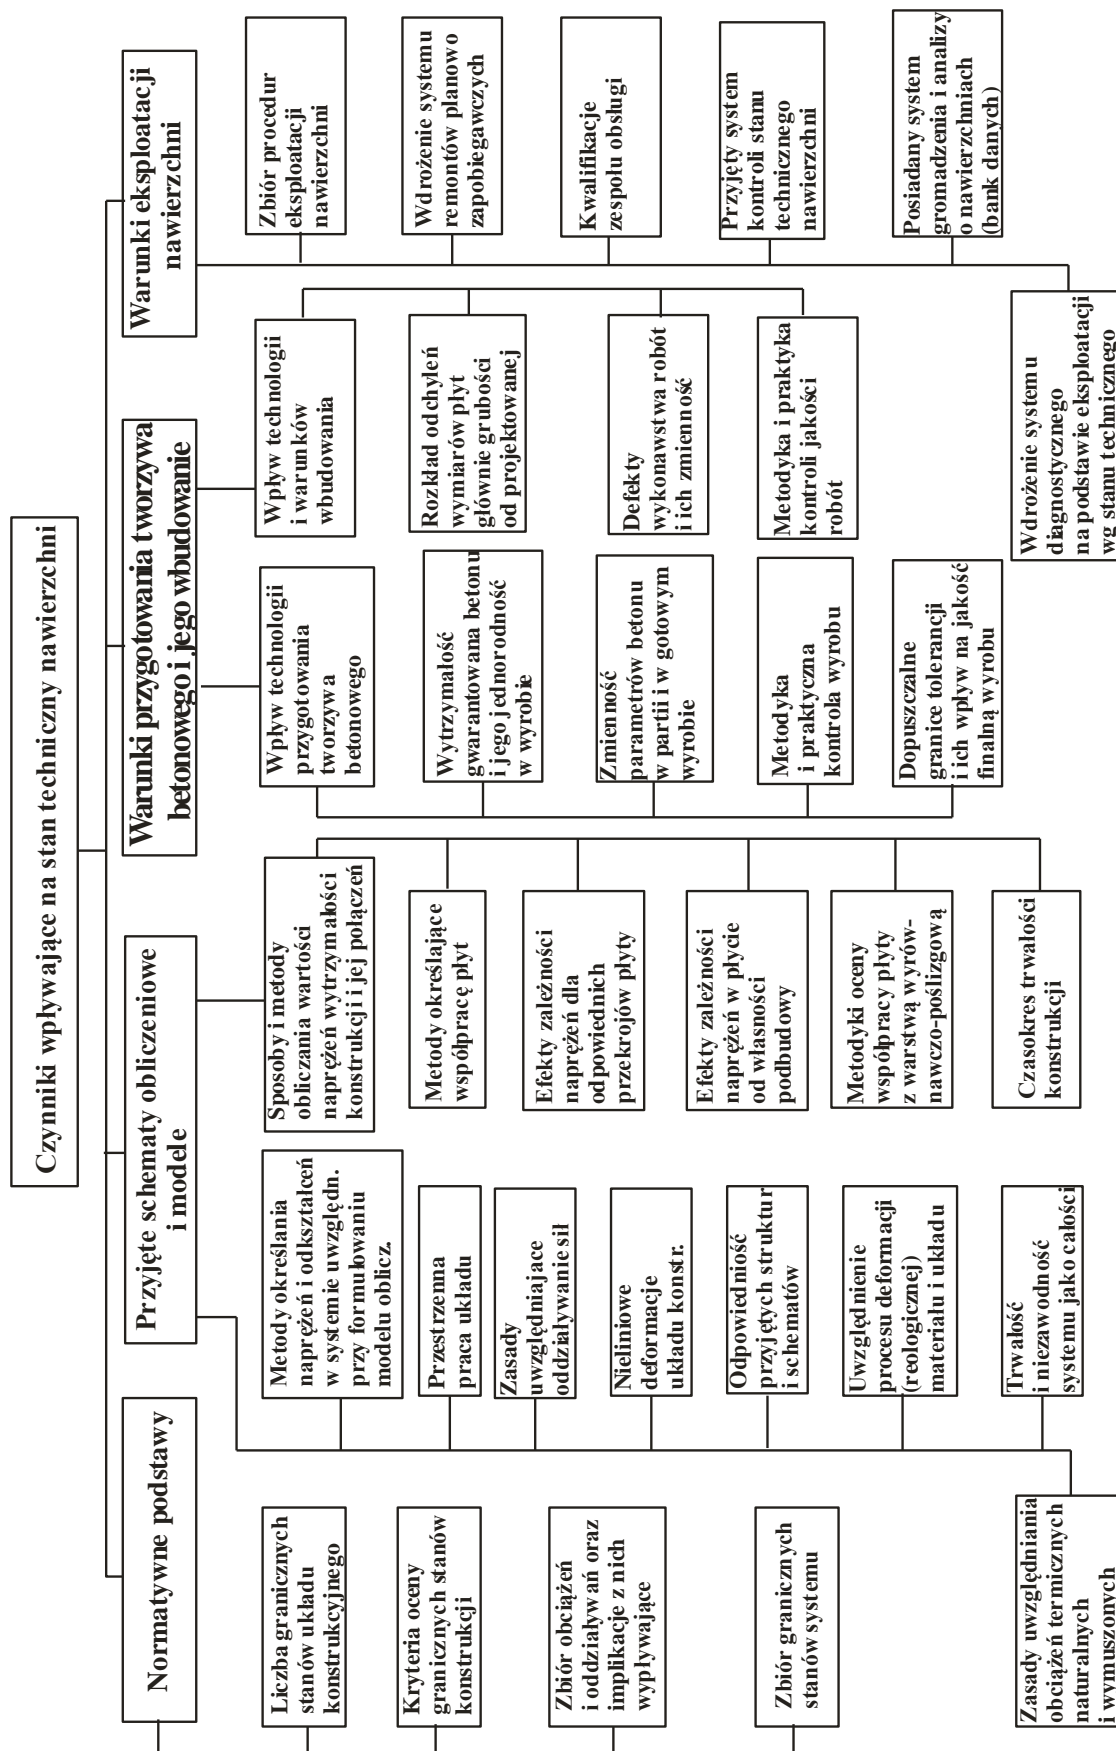 Czynniki wpływające na stan techniczny nawierzchni
Normatywne podstawy
Liczba granicznych
stanów układu
konstrukcyjnego
Kryteria oceny
granicznych stanów
konstrukcji
Zbiór obciążeń
i oddziaływań oraz
implikacje z nich
wypływające
Zbiór granicznych
stanów systemu
Przyjęte schematy obliczeniowe
i modele
Metody określania
naprężeń i odkształceń
w systemie uwzględn.
przy formułowaniu
modelu oblicz.
Przestrzenna
praca układu
Zasady
uwzględniające
oddziaływanie sił
Nieliniowe
deformacje
układu konstr.
Odpowiedniość
przyjętych struktur
i schematów
Uwzględnienie
procesu deformacji
(reologicznej)
materiału i układu
Trwałość
i niezawodność
systemu jako całości
Zasady uwzględniania
obciążeń termicznych
naturalnych
i wymuszonych
Sposoby i metody
obliczania wartości
naprężeń wytrzymałości
konstrukcji i jej połączeń
Metody określające
współpracę płyt
Efekty zależności
naprężeń dla
odpowiednich
przekrojów płyty
Efekty zależności
naprężeń w płycie
od własności
podbudowy
Metodyki oceny
współpracy płyty
z warstwą wyrów-
nawczo-poślizgową
Czasokres trwałości
konstrukcji
Warunki przygotowania tworzywa
betonowego i jego wbudowanie
Wpływ technologii
przygotowania
tworzywa
betonowego
Wytrzymałość
gwarantowana betonu
i jego jednorodność
w wyrobie
Zmienność
parametrów betonu
w partii i w gotowym
wyrobie
Metodyka
i praktyczna
kontrola wyrobu
Dopuszczalne
granice tolerancji
i ich wpływ na jakość
finalną wyrobu
Wpływ technologii
i warunków
wbudowania
Rozkład odchyleń
wymiarów płyt
głównie grubości
od projektowanej
Defekty
wykonawstwa robót
i ich zmienność
Metodyka i praktyka
kontroli jakości
robót
Warunki eksploatacji
nawierzchni
Zbiór procedur
eksploatacji
nawierzchni
Wdrożenie systemu
remontów planowo
zapobiegawczych
Kwalifikacje
zespołu obsługi
Przyjęty system
kontroli stanu
technicznego
nawierzchni
Posiadany system
gromadzenia i analizy
o nawierzchniach
(bank danych)
Wdrożenie systemu
diagnostycznego
na podstawie eksploatacji
wg stanu technicznego